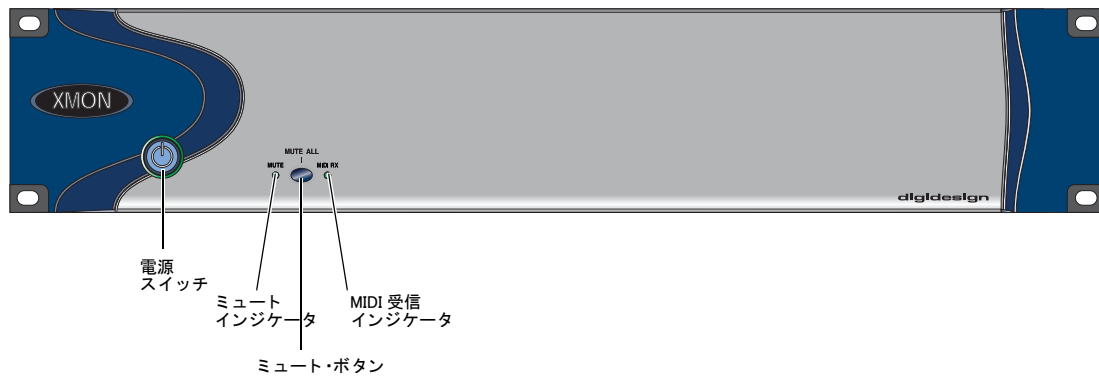 XMON
MUTE ALL
MUTE
MIDI RX
digidesign
電源
スイッチ
ミュート
インジケータ
MIDI 受信
インジケータ
ミュート・ボタン